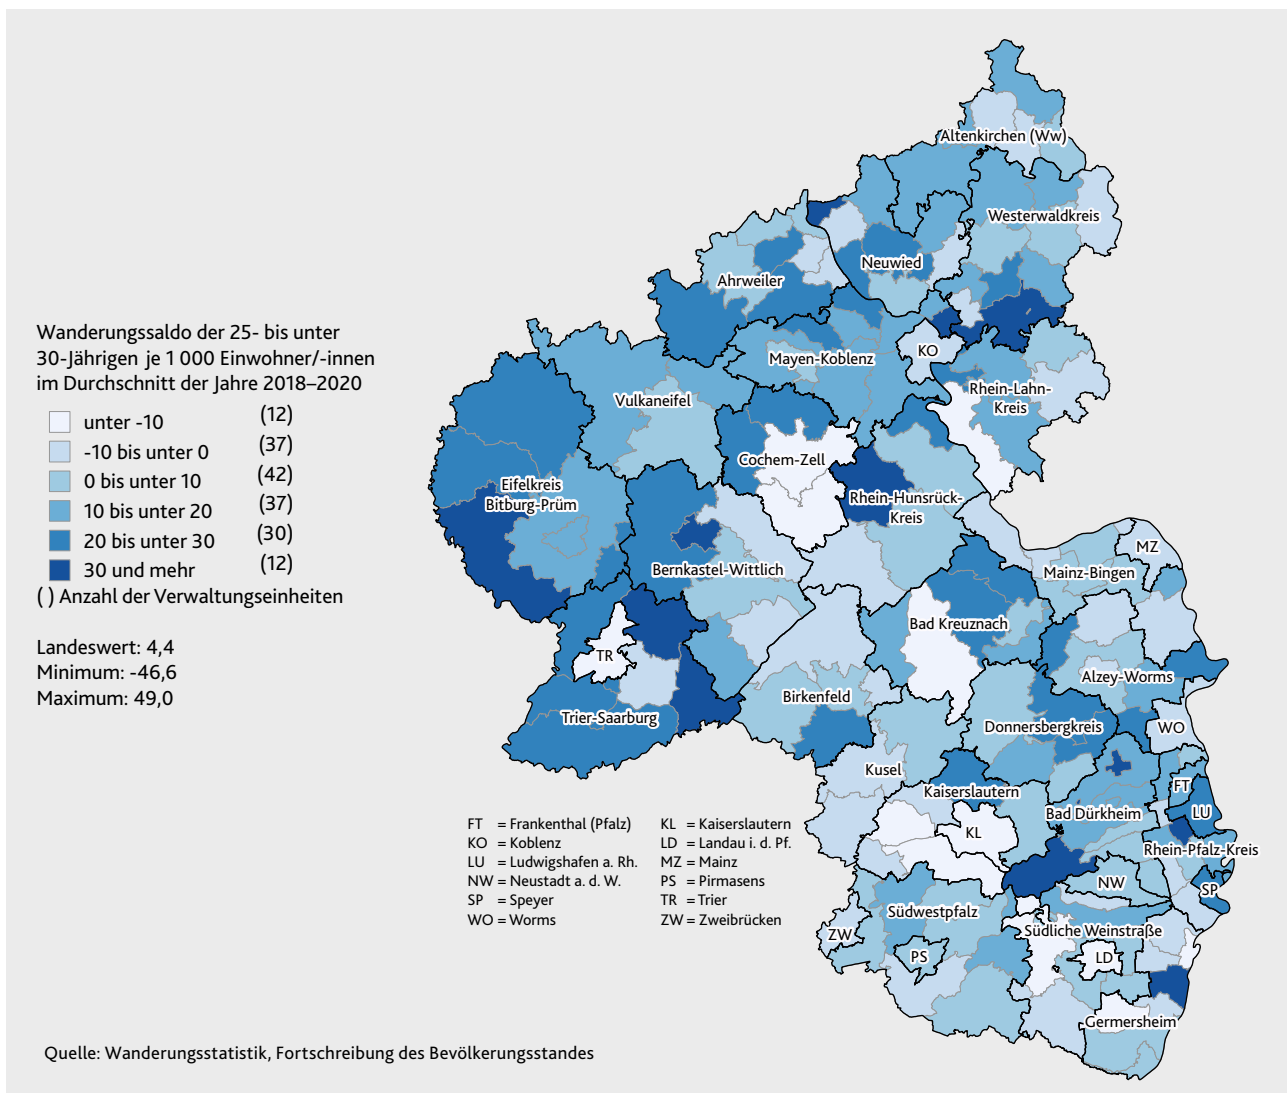 Wanderungssaldo der 25- bis unter
30-Jährigen je 1 000 Einwohner/-innen
im Durchschnitt der Jahre 2018–2020
unter -10 (12)
-10 bis unter 0 (37)
0 bis unter 10 (42)
10 bis unter 20 (37)
20 bis unter 30 (30)
30 und mehr (12)
( ) Anzahl der Verwaltungseinheiten
Landeswert: 4,4
Minimum: -46,6
Maximum: 49,0
Altenkirchen (Ww)
Westerwaldkreis
Neuwied
Ahrweiler
KO
Mayen-Koblenz
Rhein-Lahn-
Kreis
Vulkaneifel
Cochem-Zell
Eifelkreis
Bitburg-Prüm
Rhein-Hunsrück-
Kreis
MZ
Bernkastel-Wittlich
Mainz-Bingen
Bad Kreuznach
TR
Alzey-Worms
Birkenfeld
Trier-Saarburg
Donnersbergkreis
WO
Kusel
FT
Kaiserslautern
LU
Bad Dürkheim
KL
Rhein-Pfalz-Kreis
NW
SP
Südwestpfalz
Südliche Weinstraße
ZW
PS
LD
Germersheim
FT = Frankenthal (Pfalz)
KO = Koblenz
LU = Ludwigshafen a. Rh.
NW = Neustadt a. d. W.
SP = Speyer
WO = Worms
KL = Kaiserslautern
LD = Landau i. d. Pf.
MZ = Mainz
PS = Pirmasens
TR = Trier
ZW = Zweibrücken
Quelle: Wanderungsstatistik, Fortschreibung des Bevölkerungsstandes